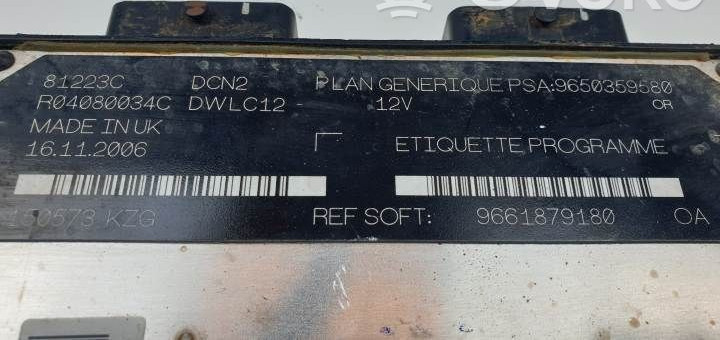 81223C DCN2 PLAN GENERIQUE PSA:9650359580
R04080034C DWLC12 - 12V OR
MADE IN UK
16.11.2006 ETIQUETTE PROGRAMME
KZG REF SOFT: 9661879180 OA